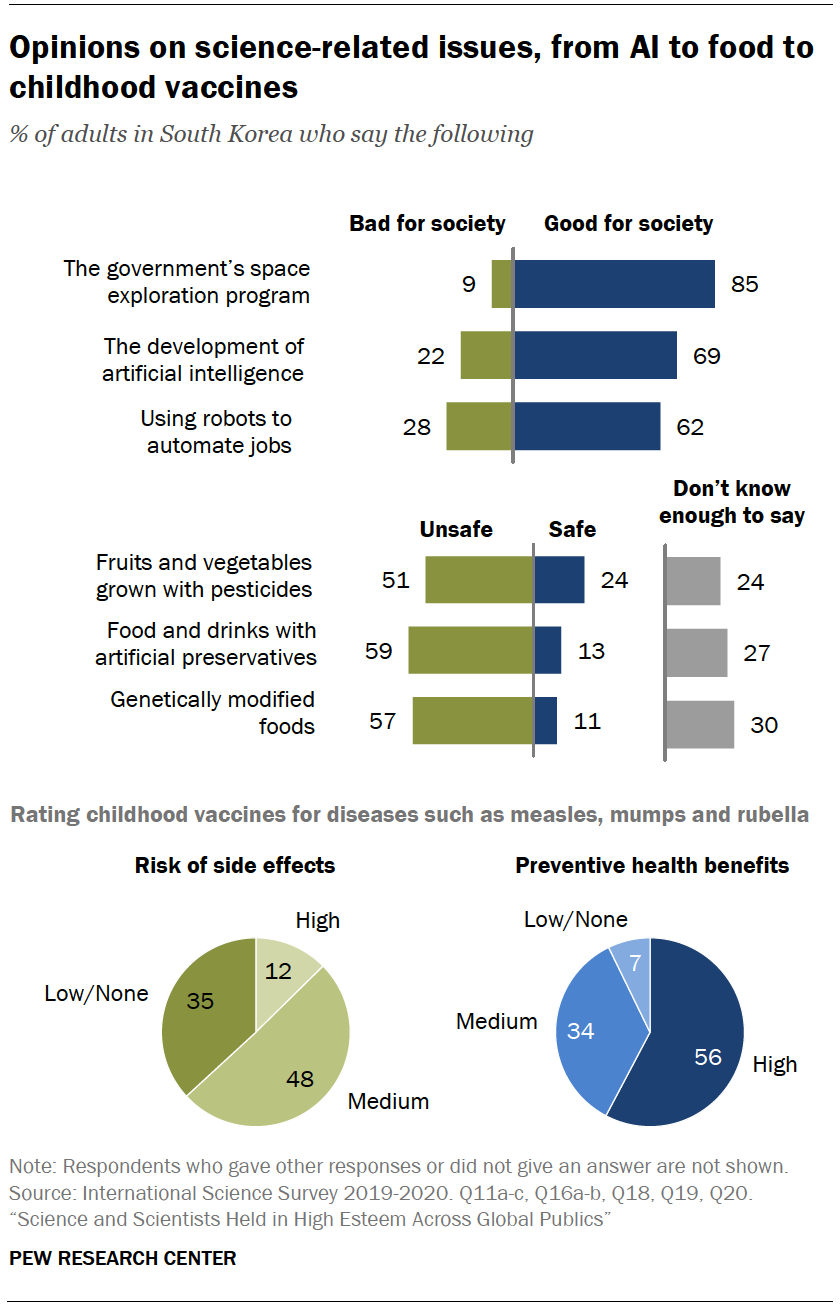 Opinions on science-related issues, from AI to food to
childhood vaccines
% of adults in South Korea who say the following
Bad for society Good for society
The government’s space
exploration program
9 85
The development of
artificial intelligence
22 69
Using robots to
automate jobs
28 62
Don’t know
enough to say
Unsafe Safe
Fruits and vegetables
grown with pesticides
51 24 24
Food and drinks with
artificial preservatives
59 13 27
Genetically modified
foods
57 11 30
Rating childhood vaccines for diseases such as measles, mumps and rubella
Risk of side effects
High
12
Low/None
35
48
Medium
Preventive health benefits
Low/None
7
Medium
34
56
High
Note: Respondents who gave other responses or did not give an answer are not shown.
Source: International Science Survey 2019-2020. Q11a-c, Q16a-b, Q18, Q19, Q20.
“Science and Scientists Held in High Esteem Across Global Publics”
PEW RESEARCH CENTER